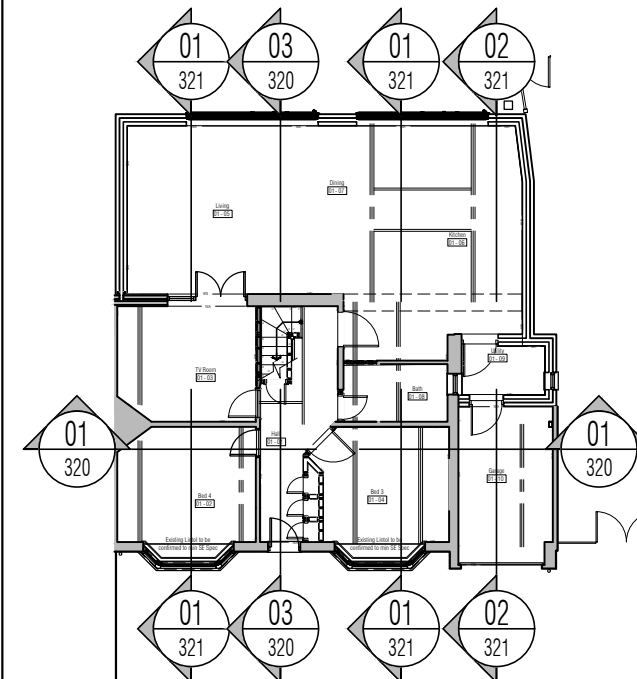 01
321
03
320
01
321
02
321
Dining
01 - 07
Living
01 - 05
Kitchen
01 - 06
Utility
01 - 09
TV Room
01 - 03
Bath
01 - 08
01
320
Hall
Garage
01 - 10
01
320
Bed 4
01 - 02
Bed 3
01 - 04
Existing Lintol to be
confirmed to min SE Spec
Existing Lintol to be
confirmed to min SE Spec
01
321
03
320
01
321
02
321